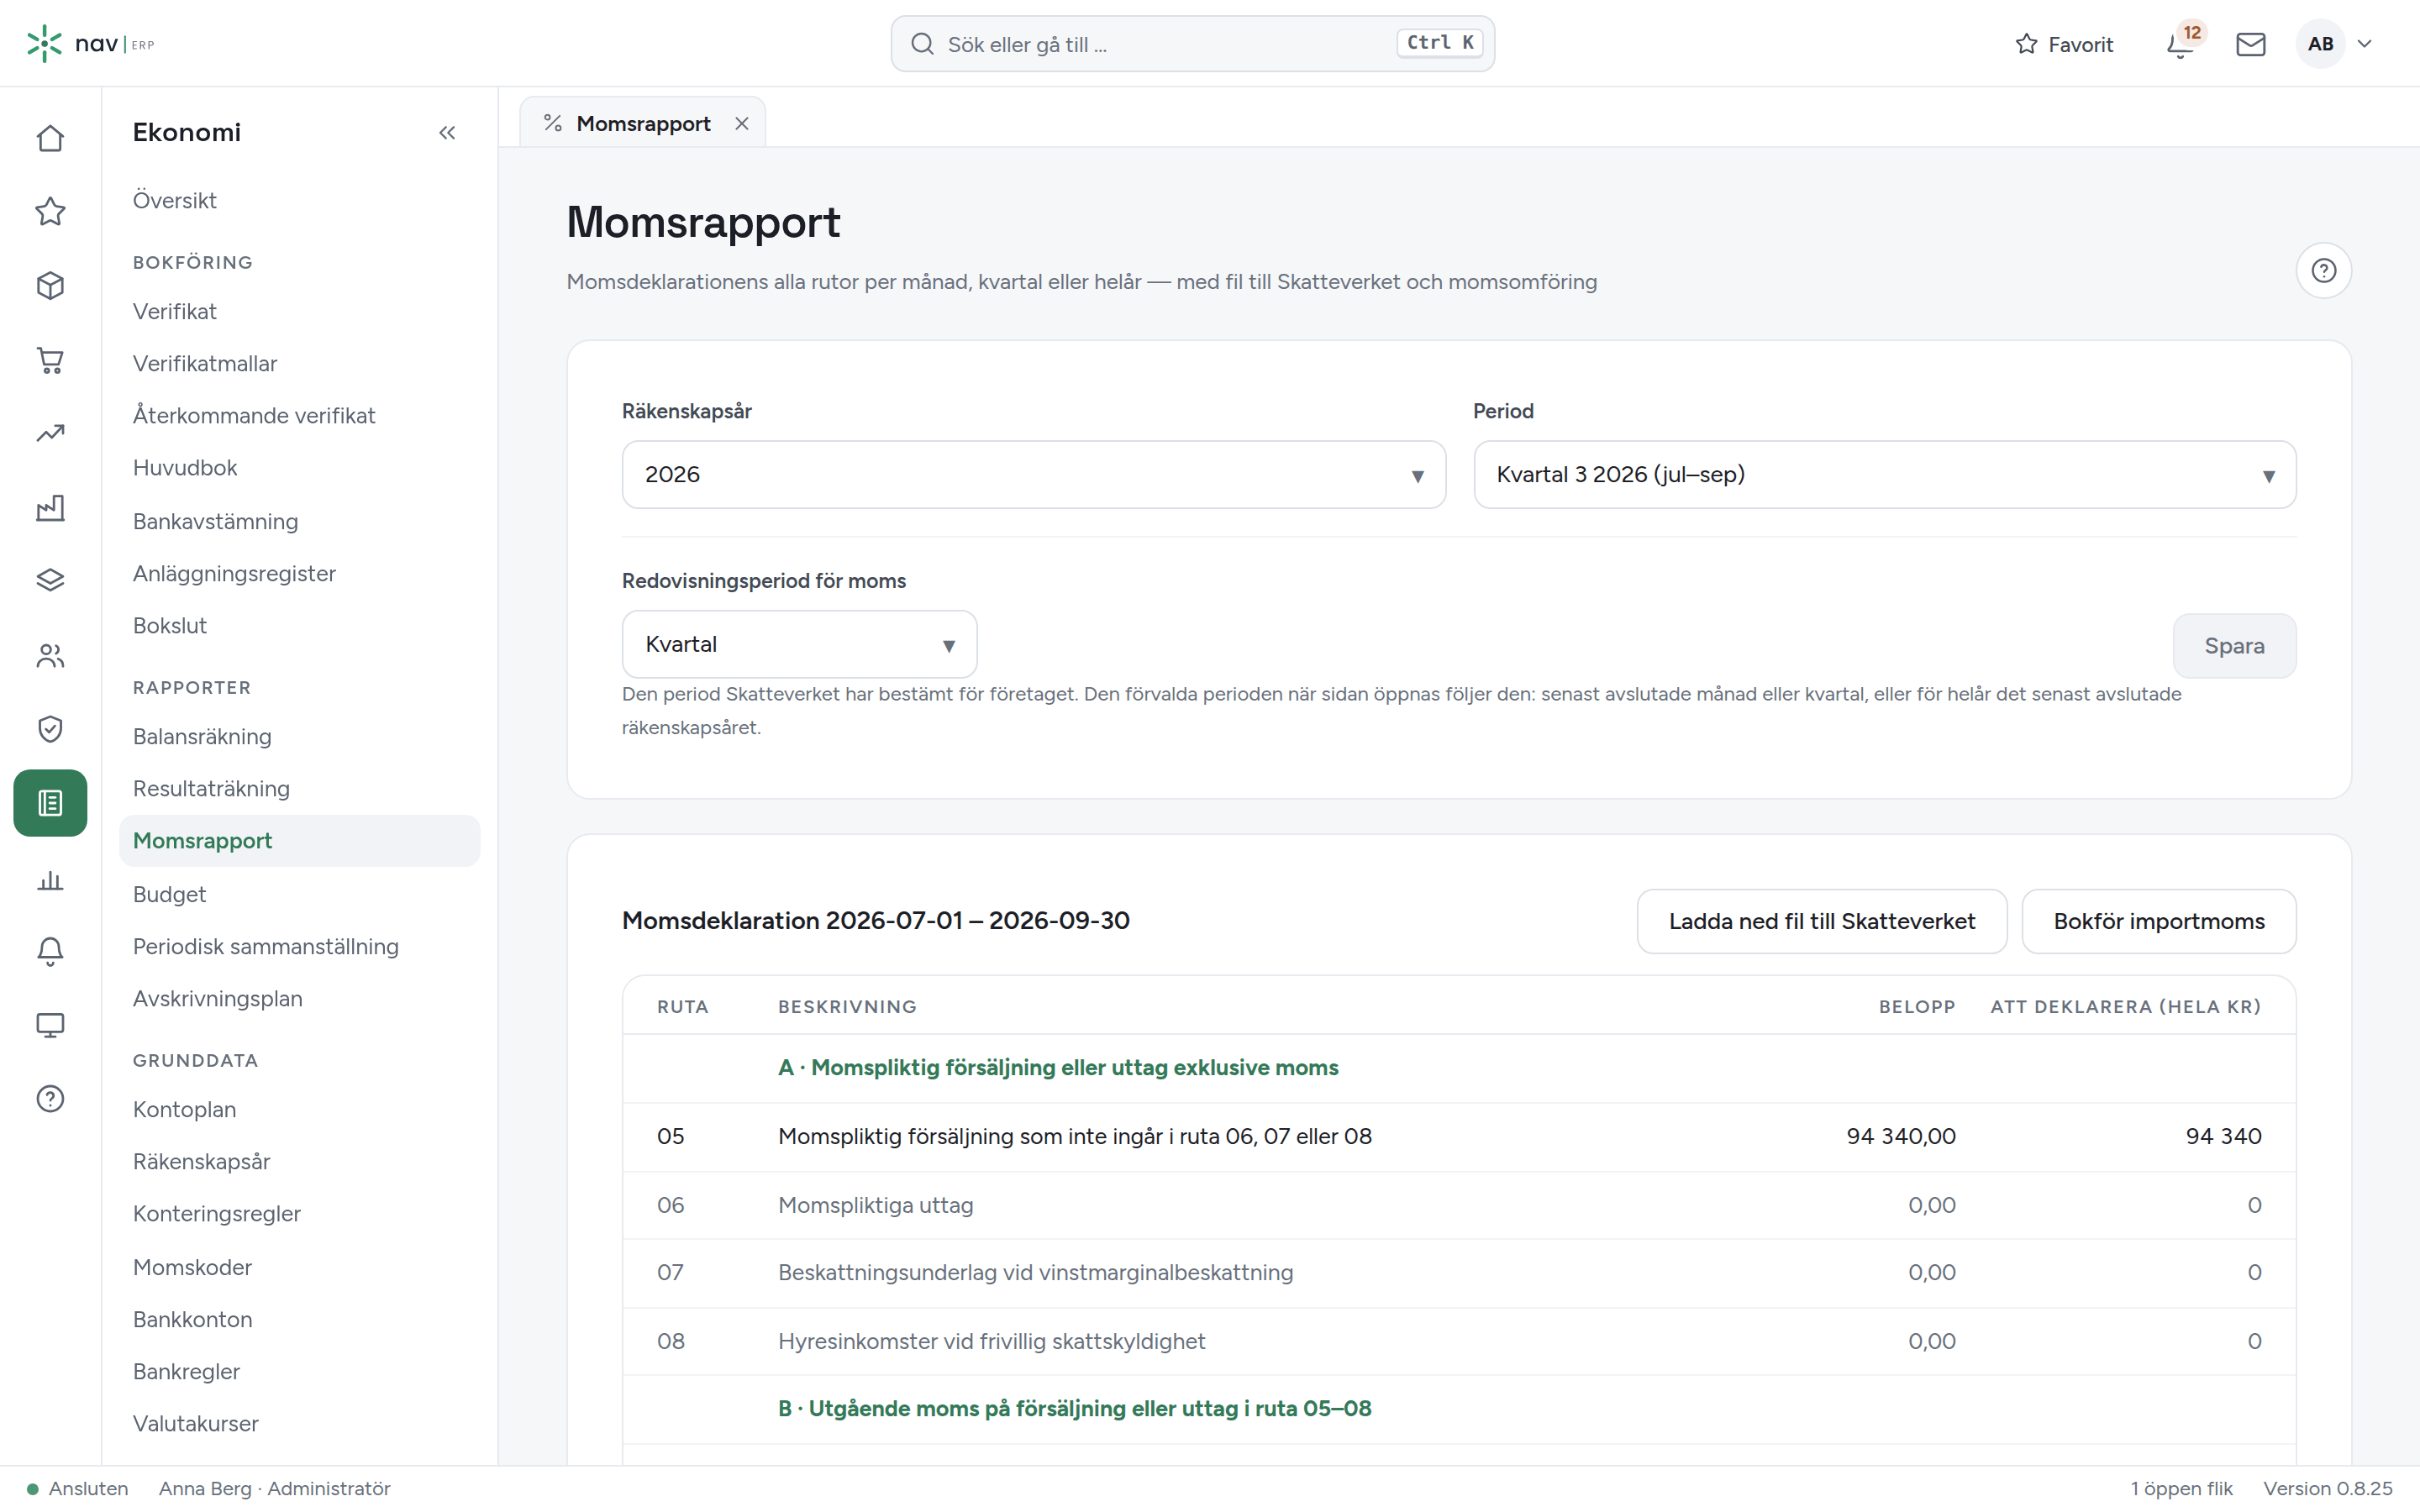 nav | ERP
Sök eller gå till ...
Ctrl K
Favorit
12
AB
Ekonomi
Översikt
BOKFÖRING
Verifikat
Verifikatmallar
Återkommande verifikat
Huvudbok
Bankavstämning
Anläggningsregister
Bokslut
RAPPORTER
Balansräkning
Resultaträkning
Momsrapport
Budget
Periodisk sammanställning
Avskrivningsplan
GRUNDDATA
Kontoplan
Räkenskapsår
Konteringsregler
Momskoder
Bankkonton
Bankregler
Valutakurser
Momsrapport
Momsrapport
Momsdeklarationens alla rutor per månad, kvartal eller helår — med fil till Skatteverket och momsomföring
Räkenskapsår
Period
2026
Kvartal 3 2026 (jul–sep)
Redovisningsperiod för moms
Kvartal
Spara
Den period Skatteverket har bestämt för företaget. Den förvalda perioden när sidan öppnas följer den: senast avslutade månad eller kvartal, eller för helår det senast avslutade
räkenskapsåret.
Momsdeklaration 2026-07-01 – 2026-09-30
Ladda ned fil till Skatteverket
Bokför importmoms
RUTA BESKRIVNING BELOPP ATT DEKLARERA (HELA KR)
A · Momspliktig försäljning eller uttag exklusive moms
05 Momspliktig försäljning som inte ingår i ruta 06, 07 eller 08 94 340,00 94 340
06 Momspliktiga uttag 0,00 0
07 Beskattningsunderlag vid vinstmarginalbeskattning 0,00 0
08 Hyresinkomster vid frivillig skattskyldighet 0,00 0
B · Utgående moms på försäljning eller uttag i ruta 05–08
Ansluten
Anna Berg · Administratör
1 öppen flik
Version 0.8.25